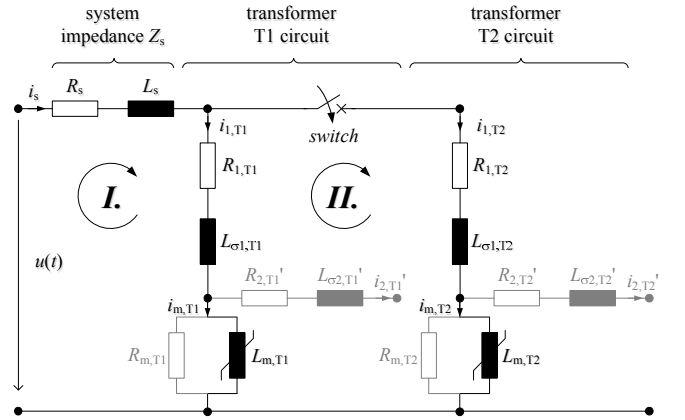 system
impedance Zs
transformer
T1 circuit
transformer
T2 circuit
is
Rs
Ls
i1,T1
switch
i1,T2
R1,T1
R1,T2
I.
II.
Lσ1,T1
Lσ1,T2
u(t)
R2,T1'
Lσ2,T1'
i2,T1'
R2,T2'
Lσ2,T2'
i2,T2'
im,T1
im,T2
Rm,T1
Lm,T1
Rm,T2
Lm,T2